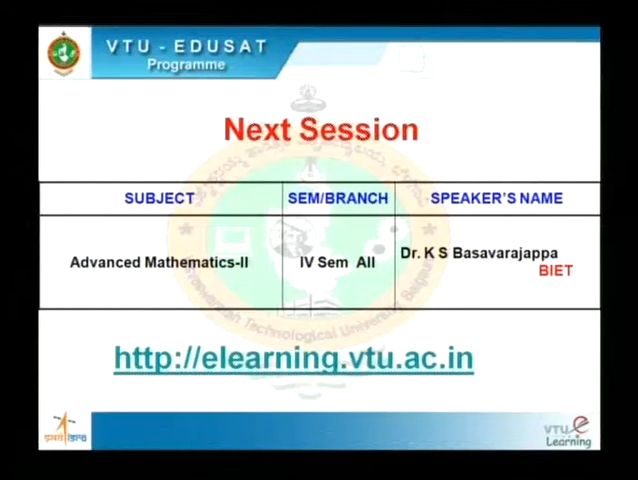 VTU - EDUSAT
Programme
Next Session
SUBJECT SEM/BRANCH SPEAKER'S NAME
Advanced Mathematics-II IV Sem All Dr. K S Basavarajappa
BIET
http://elearning.vtu.ac.in
VTU e
Learning